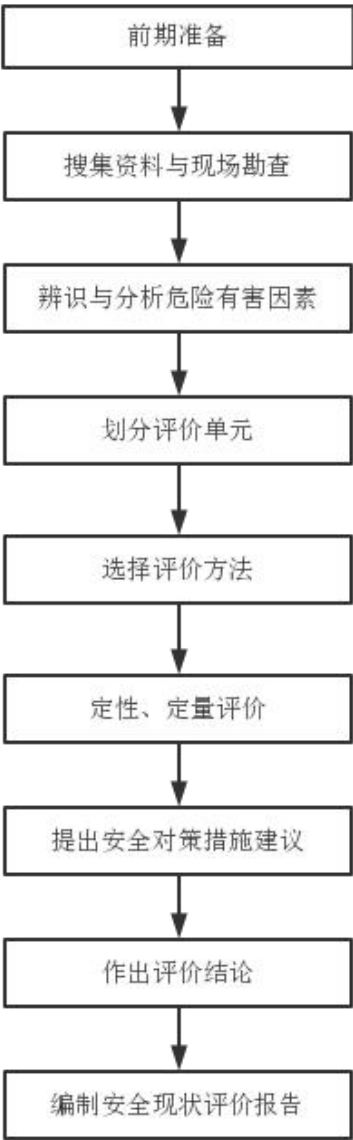 前期准备
搜集资料与现场勘查
辨识与分析危险有害因素
划分评价单元
选择评价方法
定性、定量评价
提出安全对策措施建议
作出评价结论
编制安全现状评价报告